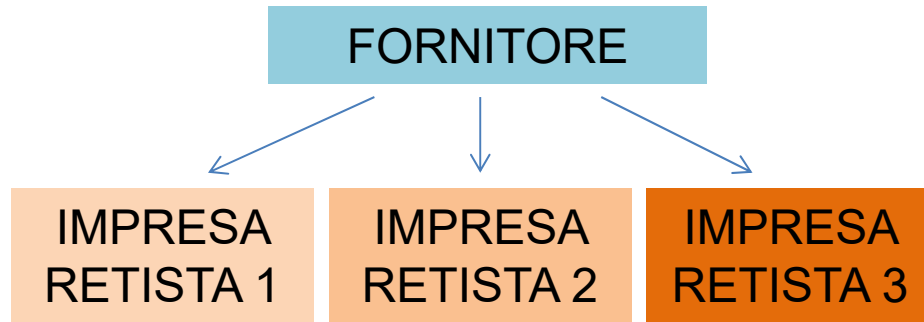 FORNITORE
IMPRESA
RETISTA 1
IMPRESA
RETISTA 2
IMPRESA
RETISTA 3